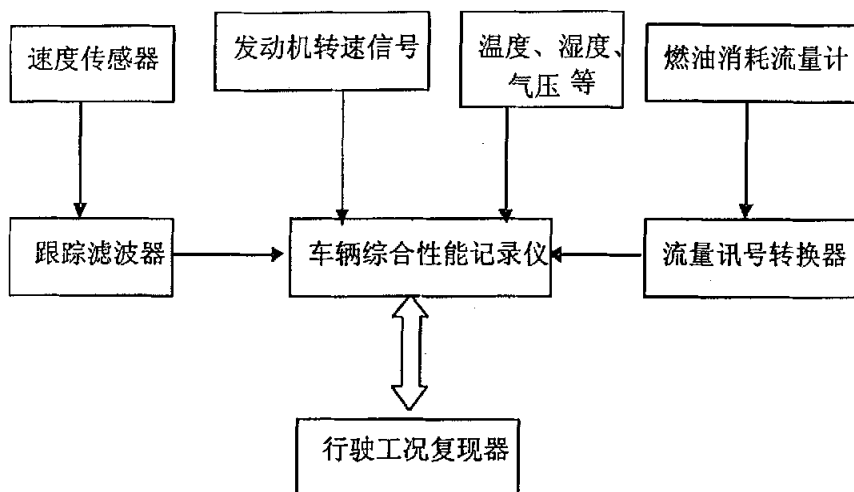 速度传感器
发动机转速信号
温度、湿度、
气压 等
燃油消耗流量计
跟踪滤波器
车辆综合性能记录仪
流量讯号转换器
行驶工况复现器